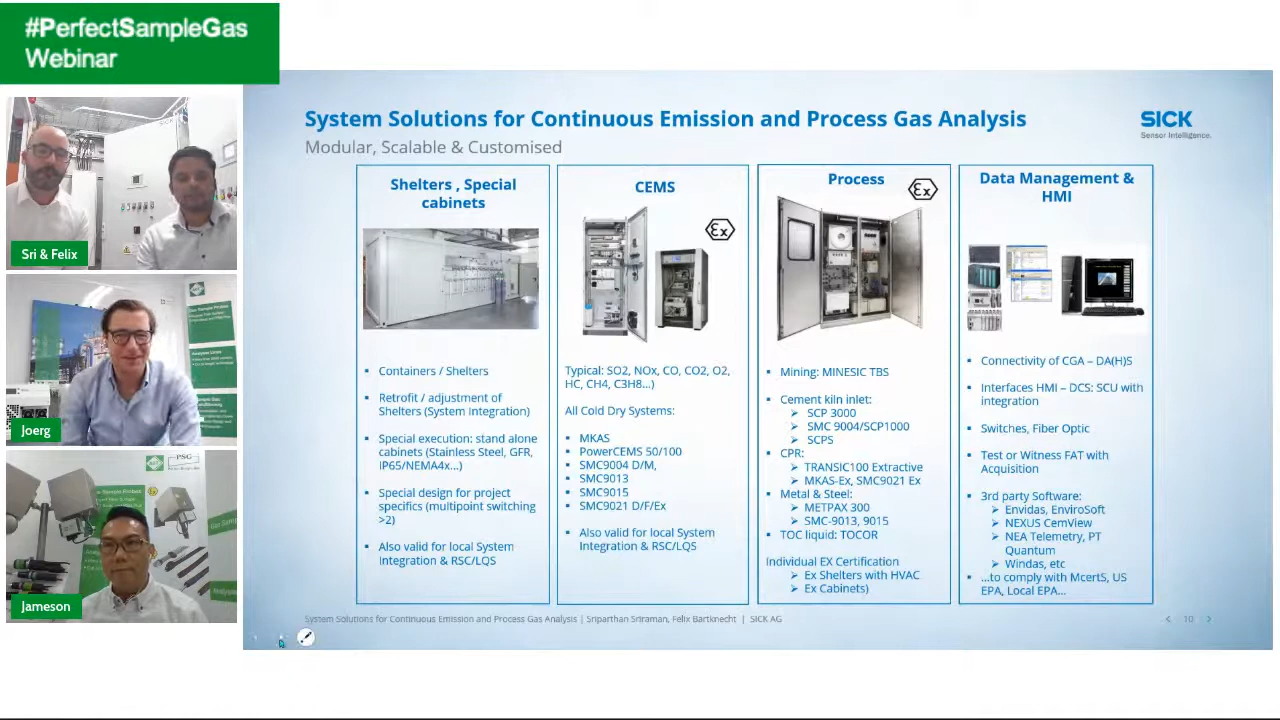 #PerfectSampleGas
Webinar
System Solutions for Continuous Emission and Process Gas Analysis
Modular, Scalable & Customised
SICK
Sensor Intelligence.
SICK
Sri & Felix
Joerg
PSG
Jameson
Shelters , Special
cabinets
Containers / Shelters
Retrofit / adjustment of
Shelters (System Integration)
Special execution: stand alone
cabinets (Stainless Steel, GFR,
IP65/NEMA4x...)
Special design for project
specifics (multipoint switching
>2)
Also valid for local System
Integration & RSC/LQS
CEMS
Ex
Typical: SO2, NOx, CO, CO2, O2,
HC, CH4, C3H8...)
All Cold Dry Systems:
MKAS
PowerCEMS 50/100
SMC9004 D/M,
SMC9013
SMC9015
SMC9021 D/F/Ex
Also valid for local System
Integration & RSC/LQS
Process
Ex
Mining: MINESIC TBS
Cement kiln inlet:
SCP 3000
SMC 9004/SCP1000
SCPS
CPR:
TRANSIC100 Extractive
MKAS-Ex, SMC9021 Ex
Metal & Steel:
METPAX 300
SMC-9013, 9015
TOC liquid: TOCOR
Individual EX Certification
Ex Shelters with HVAC
Ex Cabinets)
Data Management &
HMI
Connectivity of CGA – DA(H)S
Interfaces HMI – DCS: SCU with
integration
Switches, Fiber Optic
Test or Witness FAT with
Acquisition
3rd party Software:
Envidas, EnviroSoft
NEXUS CemView
NEA Telemetry, PT
Quantum
Windas, etc
...to comply with McertS, US
EPA, Local EPA...
System Solutions for Continuous Emission and Process Gas Analysis | Sriparthan Sriraman, Felix Bartknecht | SICK AG
10